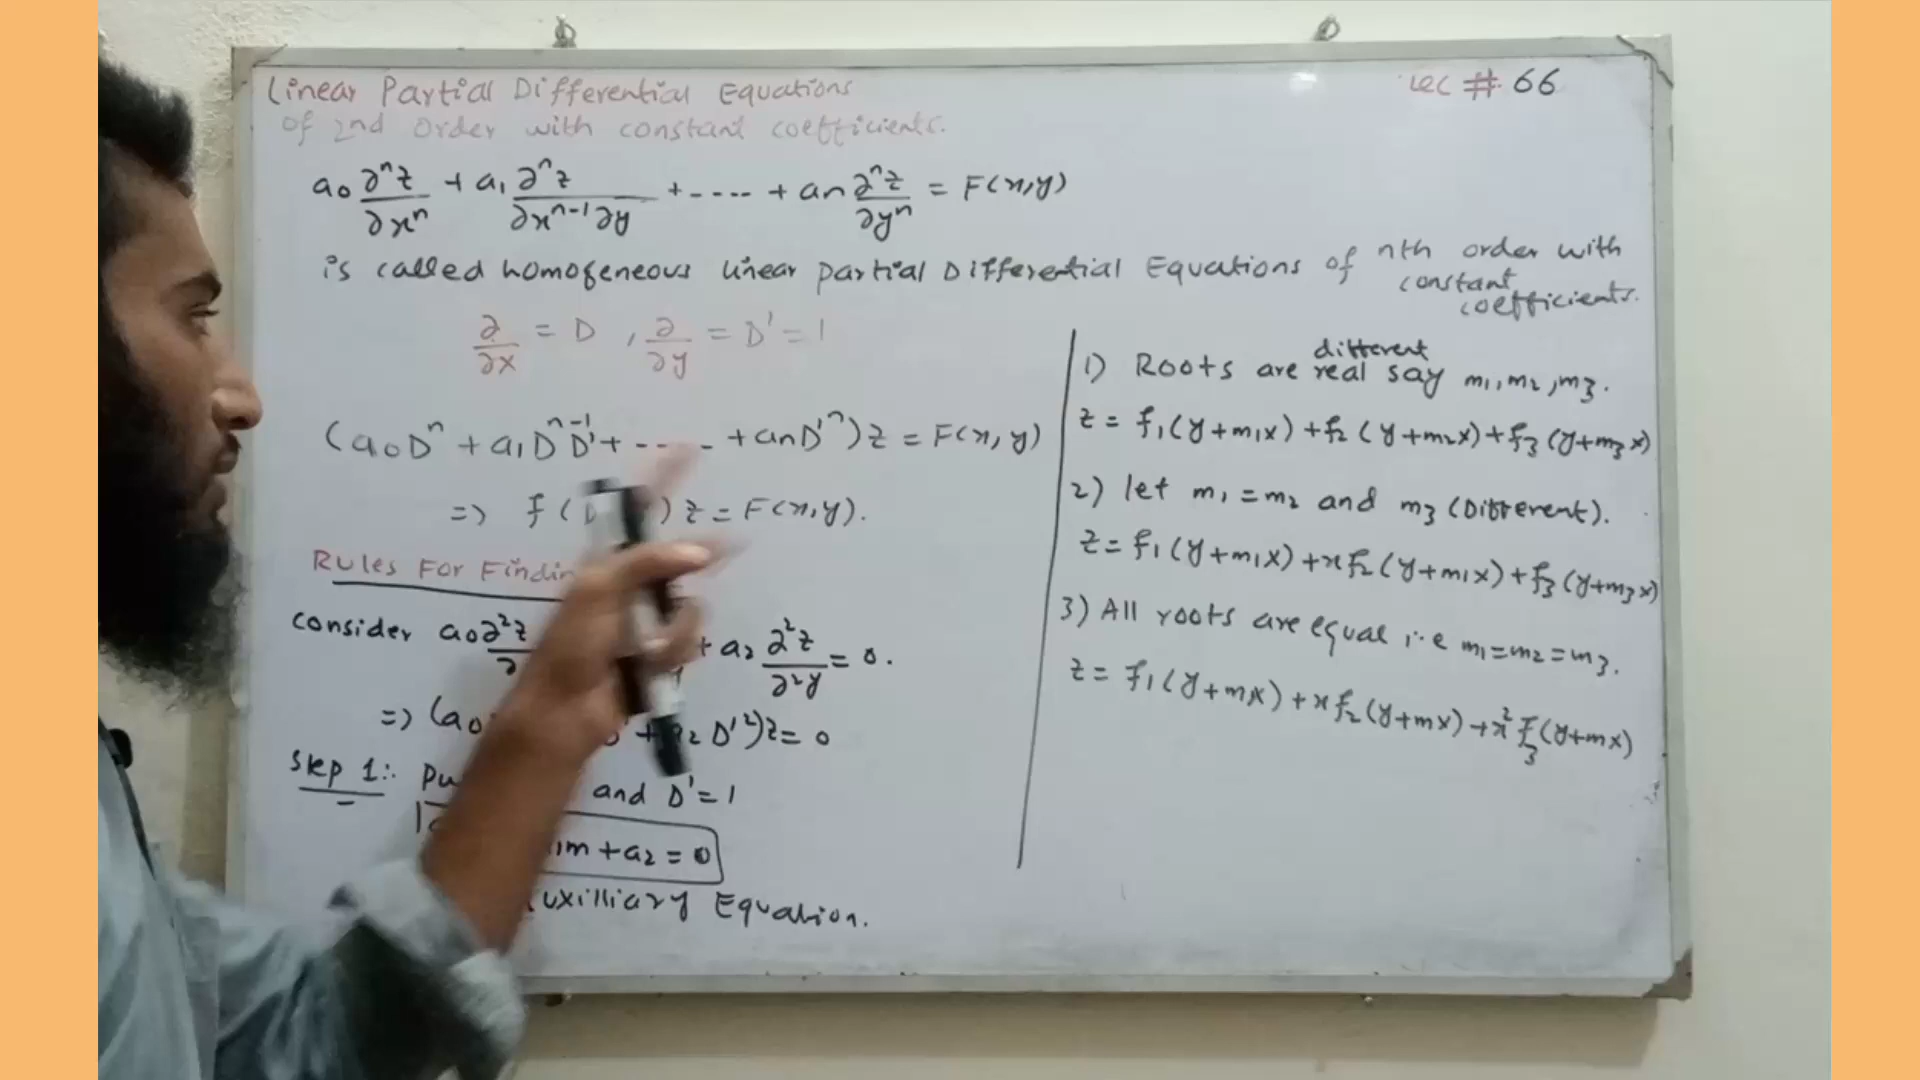 Linear Partial Differential Equations
Lec # 66
of 2nd order with constant coefficients.
a₀ ∂ⁿz/∂xⁿ + a₁ ∂ⁿz/∂xⁿ⁻¹∂y + ---- + aₙ ∂ⁿz/∂yⁿ = F(x,y)
is called homogeneous linear Partial Differential Equations of nth order with
constant
coefficients.
∂/∂x = D , ∂/∂y = D' = 1
(a₀Dⁿ + a₁Dⁿ⁻¹D' + ---- + aₙD'ⁿ)z = F(x,y)
=> f(D )z = F(x,y).
Rules For
consider a₀∂²z + a₂ ∂²z/∂²y = 0.
=> (a₀ + a₂ D'²)z = 0
Step 1:. and D' = 1
m + a₂ = 0
Equation.
1) Roots are different real say m₁, m₂, m₃.
z = f₁(y+m₁x) + f₂(y+m₂x) + f₃(y+m₃x)
2) let m₁ = m₂ and m₃ (Different).
z = f₁(y+m₁x) + xf₂(y+m₁x) + f₃(y+m₃x)
3) All roots are equal i.e m₁=m₂=m₃.
z = f₁(y+mx) + xf₂(y+mx) + x²f₃(y+mx)